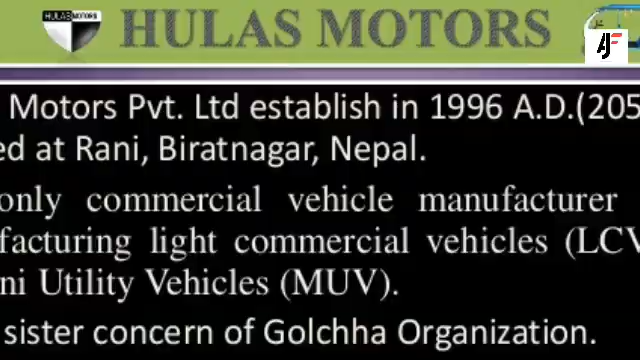 HULAS MOTORS HULAS MOTORS
AJF
Motors Pvt. Ltd establish in 1996 A.D.(205
ed at Rani, Biratnagar, Nepal.
only commercial vehicle manufacturer
facturing light commercial vehicles (LCV
ni Utility Vehicles (MUV).
sister concern of Golchha Organization.